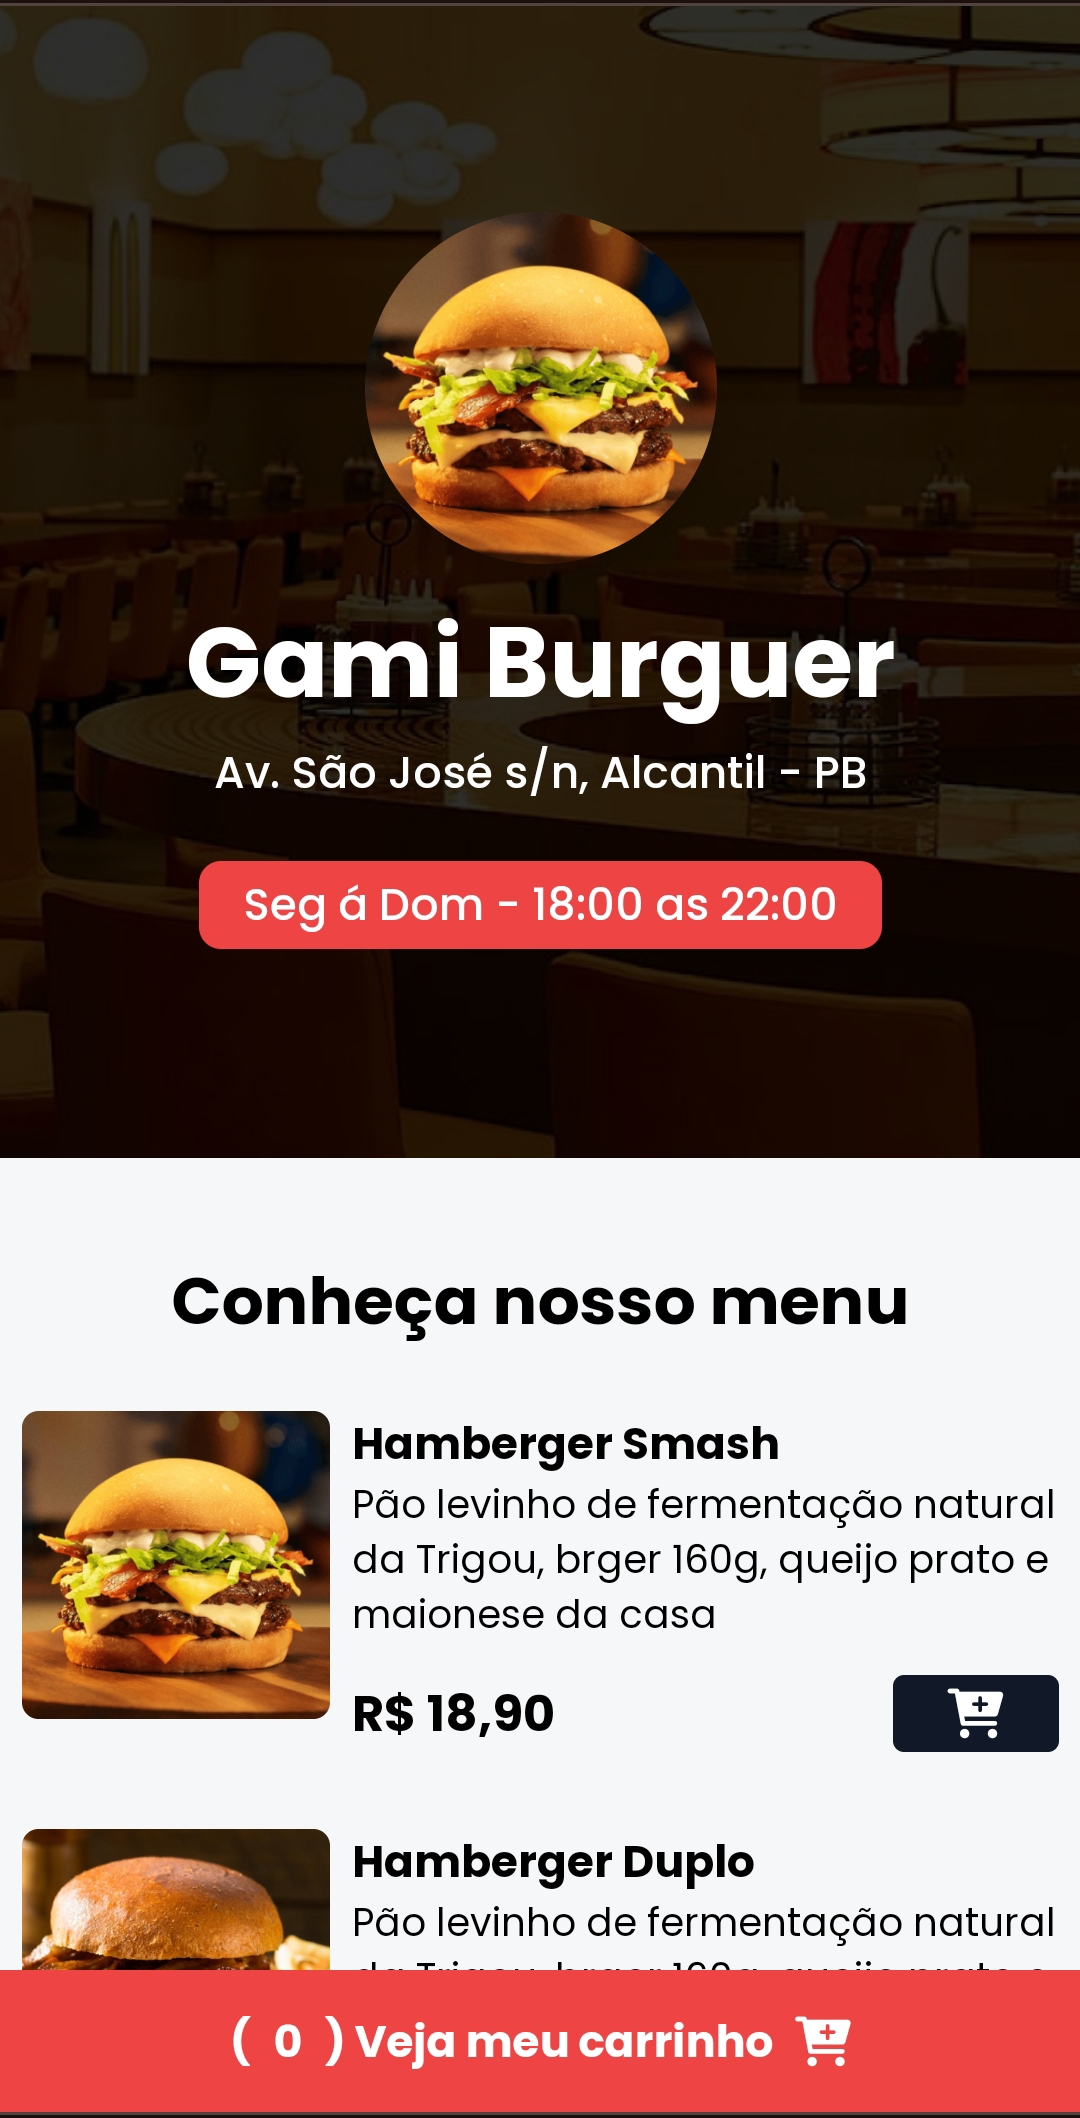 Gami Burguer
Av. São José s/n, Alcantil - PB
Seg á Dom - 18:00 as 22:00
Conheça nosso menu
Hamberger Smash
Pão levinho de fermentação natural
da Trigou, brger 160g, queijo prato e
maionese da casa
R$ 18,90
Hamberger Duplo
Pão levinho de fermentação natural
( 0 ) Veja meu carrinho